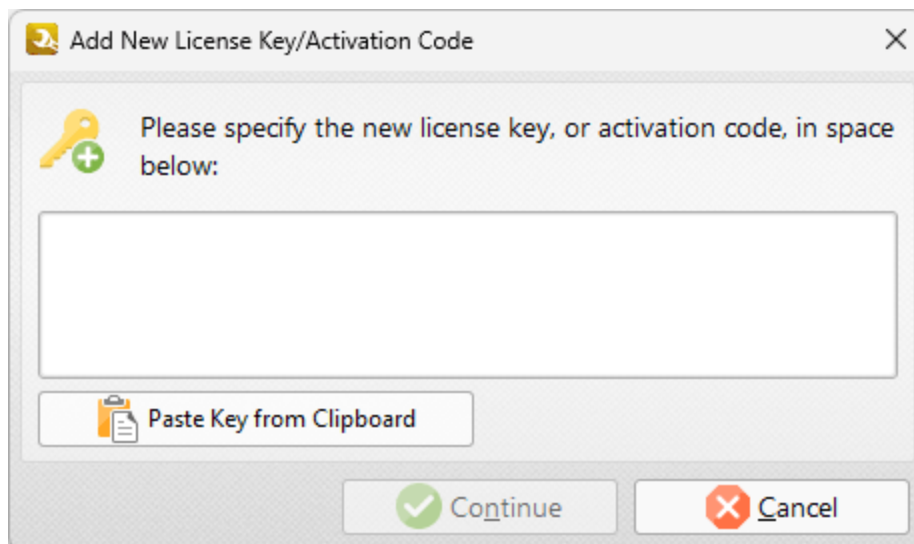 Add New License Key/Activation Code
Please specify the new license key, or activation code, in space
below:
Paste Key from Clipboard
Continue
Cancel